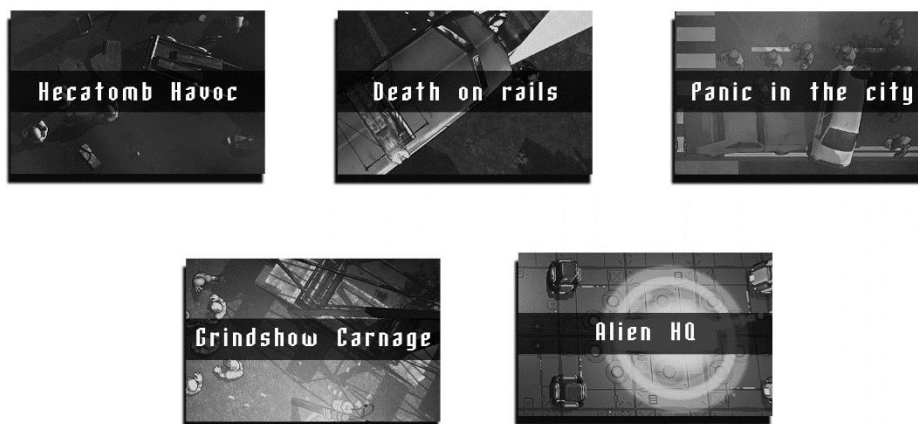 Hecatomb Havoc
Death on rails
Panic in the city
Grindshow Carnage
Alien HQ